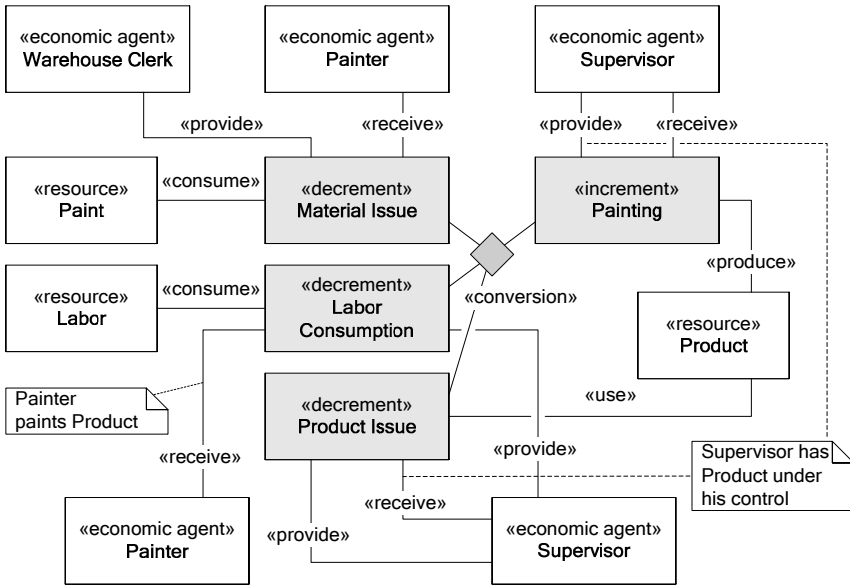 «economic agent»
Warehouse Clerk
«economic agent»
Painter
«economic agent»
Supervisor
«provide»
«receive»
«provide»
«receive»
«resource»
Paint
«consume»
«decrement»
Material Issue
«increment»
Painting
«produce»
«resource»
Labor
«consume»
«decrement»
Labor
Consumption
«conversion»
«resource»
Product
Painter
paints Product
«decrement»
Product Issue
«use»
«receive»
«provide»
Supervisor has
Product under
his control
«receive»
«provide»
«economic agent»
Painter
«economic agent»
Supervisor